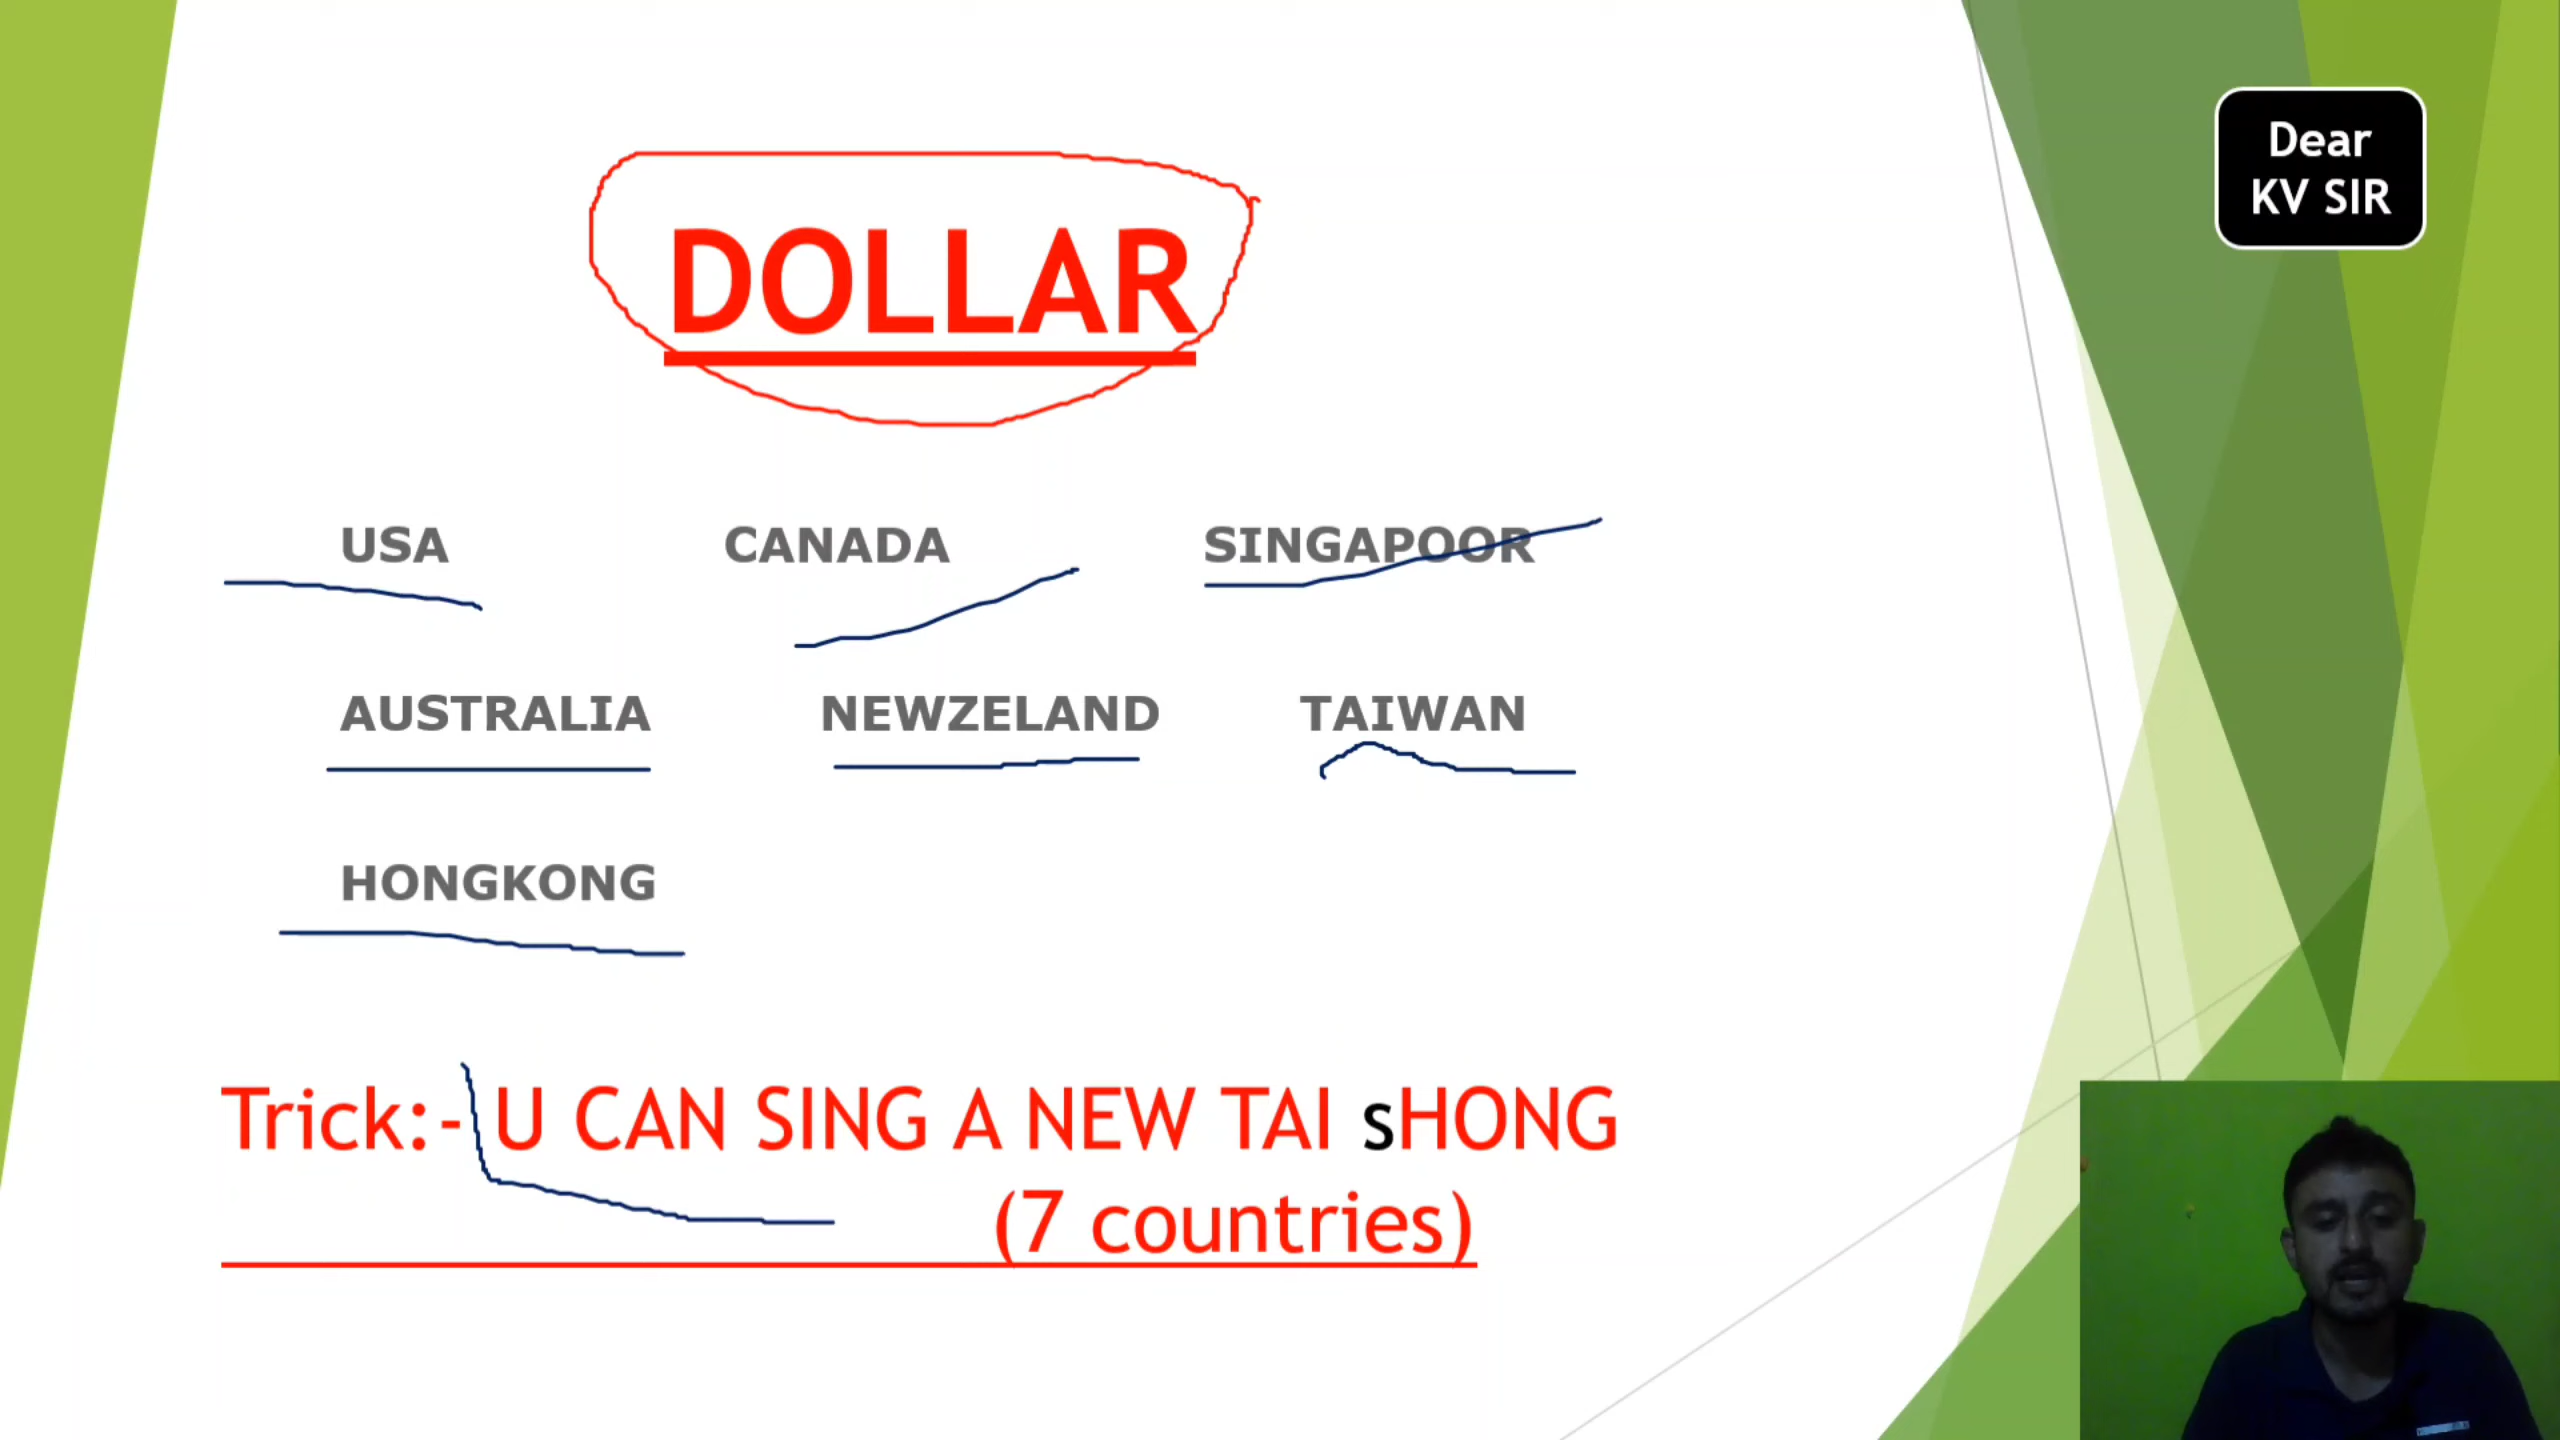 Dear
KV SIR
DOLLAR
USA CANADA SINGAPOOR
AUSTRALIA NEWZELAND TAIWAN
HONGKONG
Trick:- U CAN SING A NEW TAI sHONG
(7 countries)